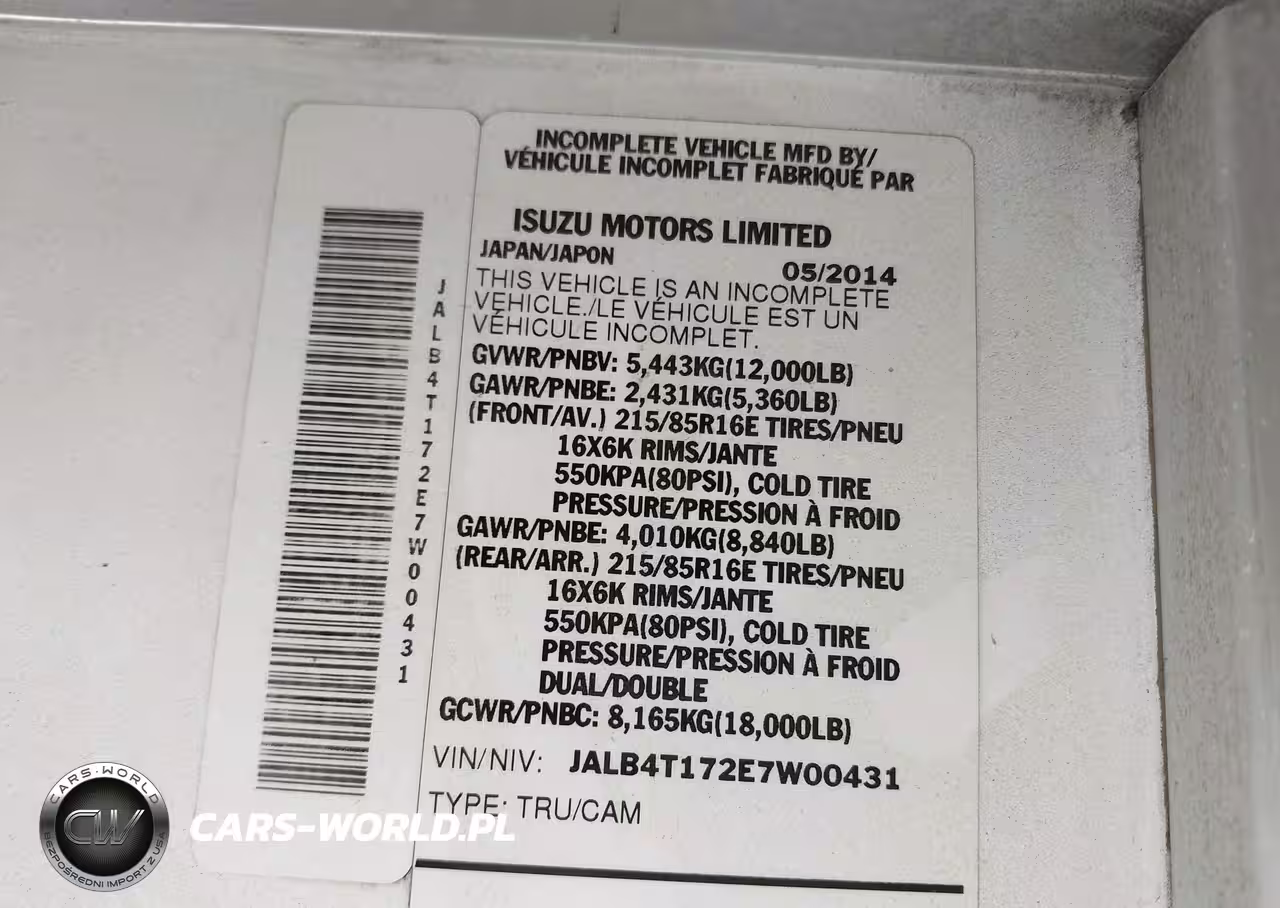 INCOMPLETE VEHICLE MFD BY/
VÉHICULE INCOMPLET FABRIQUÉ PAR
ISUZU MOTORS LIMITED
JAPAN/JAPON 05/2014
THIS VEHICLE IS AN INCOMPLETE
VEHICLE./LE VÉHICULE EST UN
VÉHICULE INCOMPLET.
GVWR/PNBV: 5,443KG(12,000LB)
GAWR/PNBE: 2,431KG(5,360LB)
(FRONT/AV.) 215/85R16E TIRES/PNEU
16X6K RIMS/JANTE
550KPA(80PSI), COLD TIRE
PRESSURE/PRESSION À FROID
GAWR/PNBE: 4,010KG(8,840LB)
(REAR/ARR.) 215/85R16E TIRES/PNEU
16X6K RIMS/JANTE
550KPA(80PSI), COLD TIRE
PRESSURE/PRESSION À FROID
DUAL/DOUBLE
GCWR/PNBC: 8,165KG(18,000LB)
VIN/NIV: JALB4T172E7W00431
TYPE: TRU/CAM
JALB4T172E7W00431
CARS-WORLD
CW
BEZPOŚREDNI IMPORT Z USA
CARS-WORLD.PL